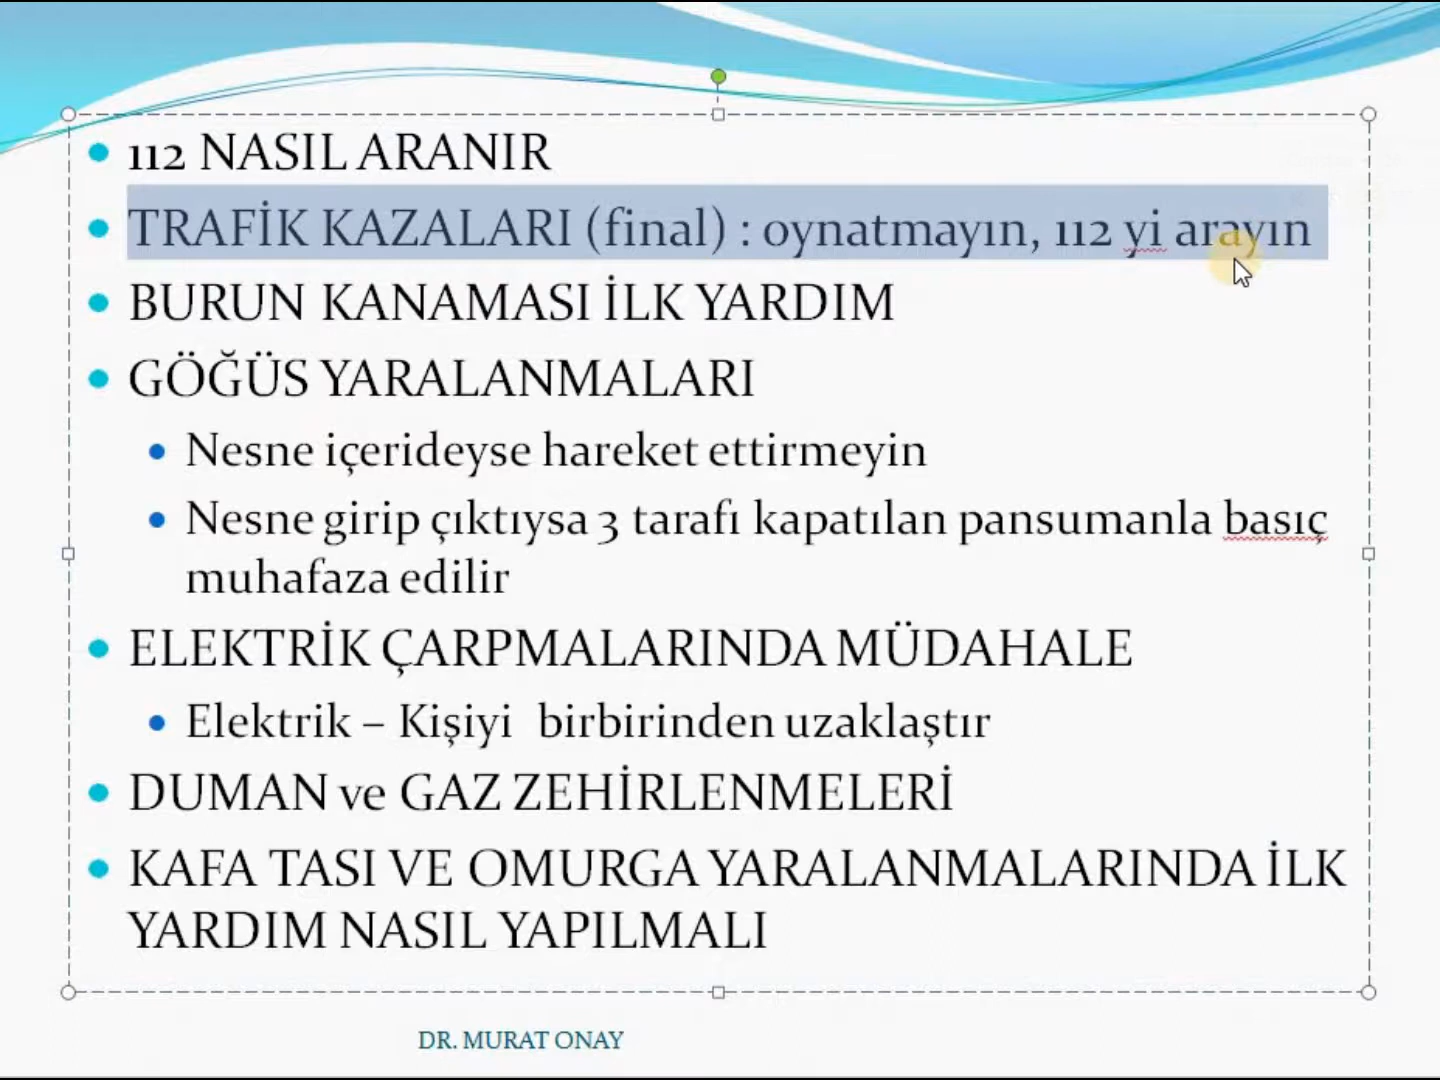 112 NASIL ARANIR
TRAFİK KAZALARI (final) : oynatmayın, 112 yi arayın
BURUN KANAMASI İLK YARDIM
GÖĞÜS YARALANMALARI
Nesne içerideyse hareket ettirmeyin
Nesne girip çıktıysa 3 tarafı kapatılan pansumanla basıç
muhafaza edilir
ELEKTRİK ÇARPMALARINDA MÜDAHALE
Elektrik – Kişiyi birbirinden uzaklaştır
DUMAN ve GAZ ZEHİRLENMELERİ
KAFA TASI VE OMURGA YARALANMALARINDA İLK
YARDIM NASIL YAPILMALI
DR. MURAT ONAY